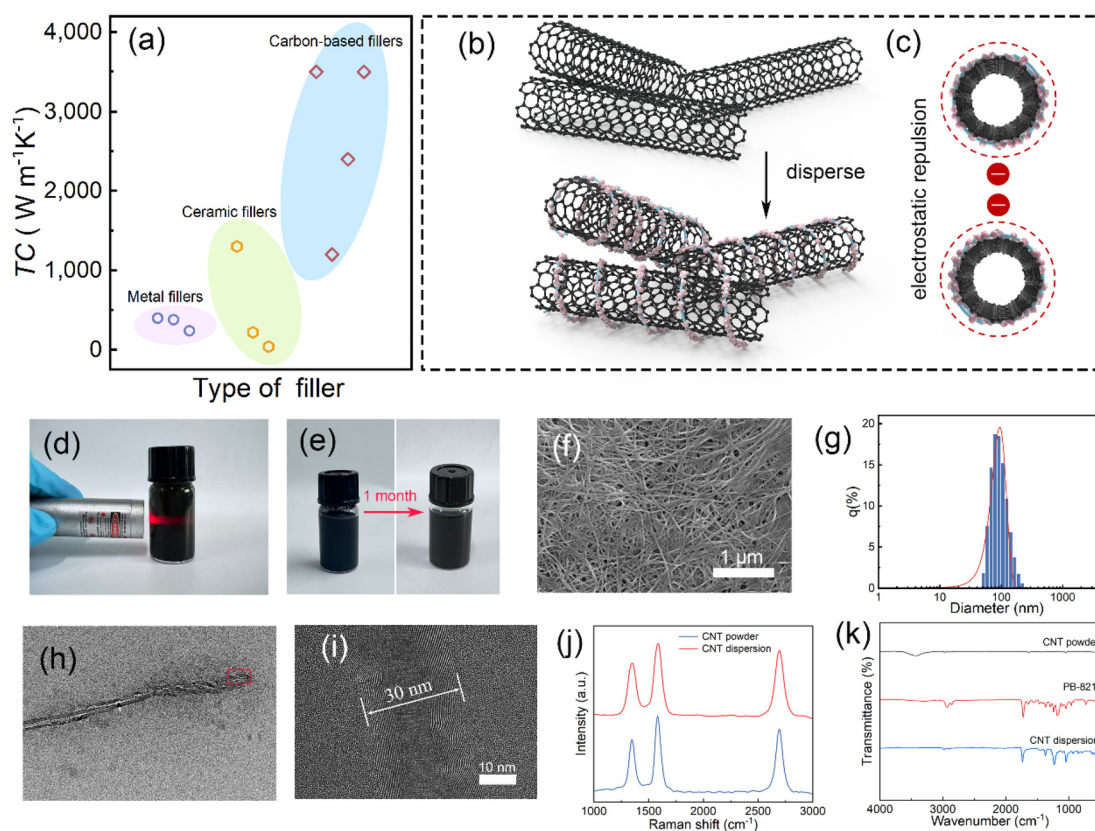 (a)
4,000
3,000
2,000
1,000
0
TC ( W m⁻¹K⁻¹)
Carbon-based fillers
Ceramic fillers
Metal fillers
Type of filler
(b)
disperse
(c)
electrostatic repulsion
(d)
(e)
1 month
(f)
1 μm
(g)
20
15
10
5
0
q(%)
1 10 100 1000
Diameter (nm)
(h)
(i)
30 nm
10 nm
(j)
CNT powder
CNT dispersion
Intensity (a.u.)
1000 1500 2000 2500 3000
Raman shift (cm⁻¹)
(k)
CNT powder
PB-821
CNT dispersion
Transmittance (%)
4000 3000 2000 1000
Wavenumber (cm⁻¹)